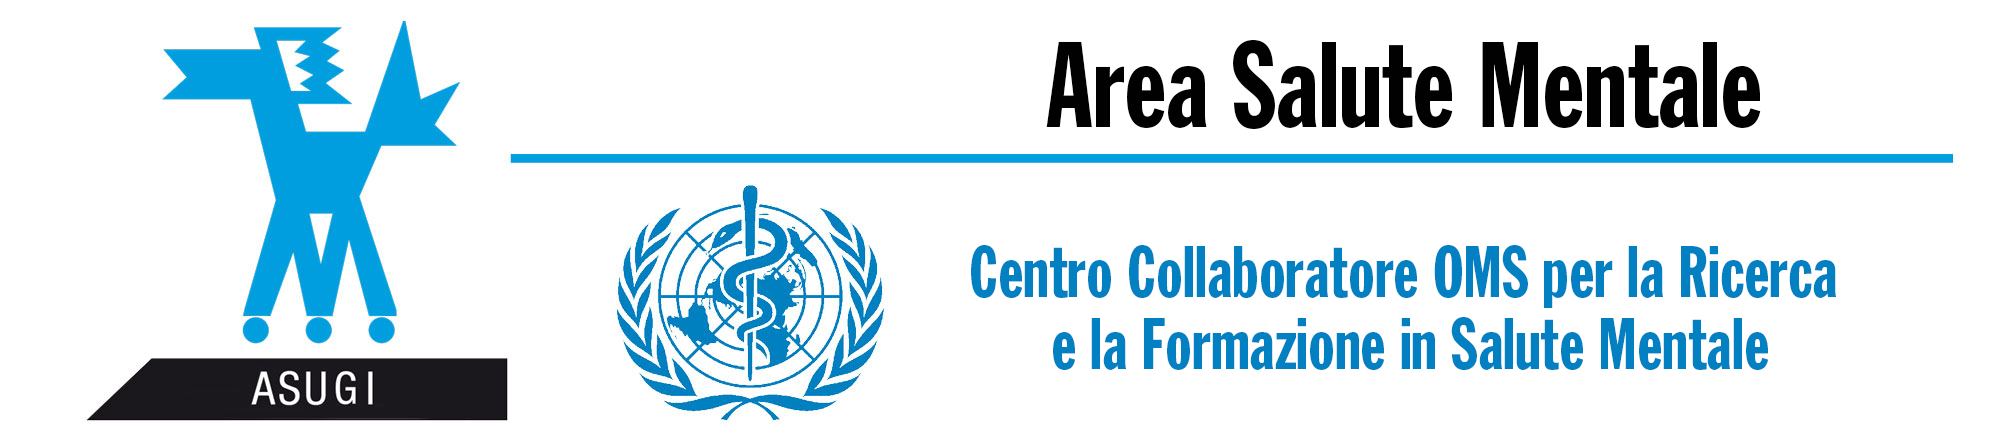 Area Salute Mentale
Centro Collaboratore OMS per la Ricerca
e la Formazione in Salute Mentale
ASUGI